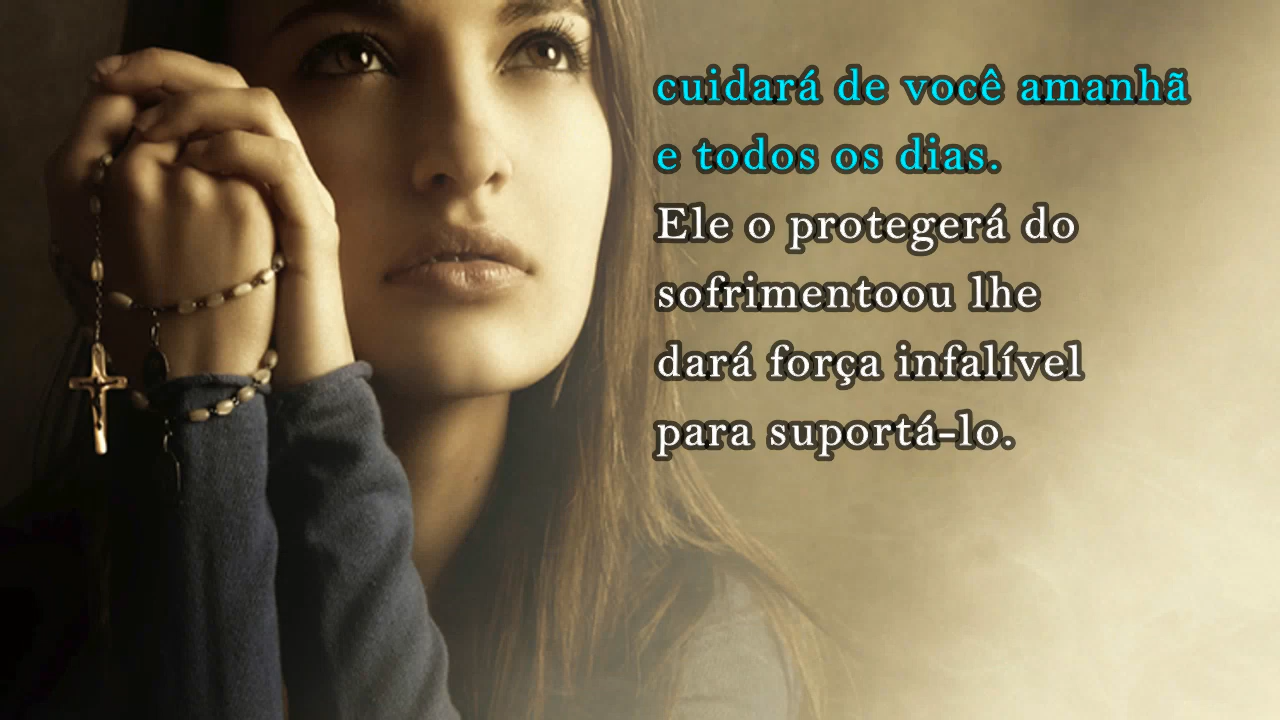 cuidará de você amanhã
e todos os dias.
Ele o protegerá do
sofrimentoou lhe
dará força infalível
para suportá-lo.